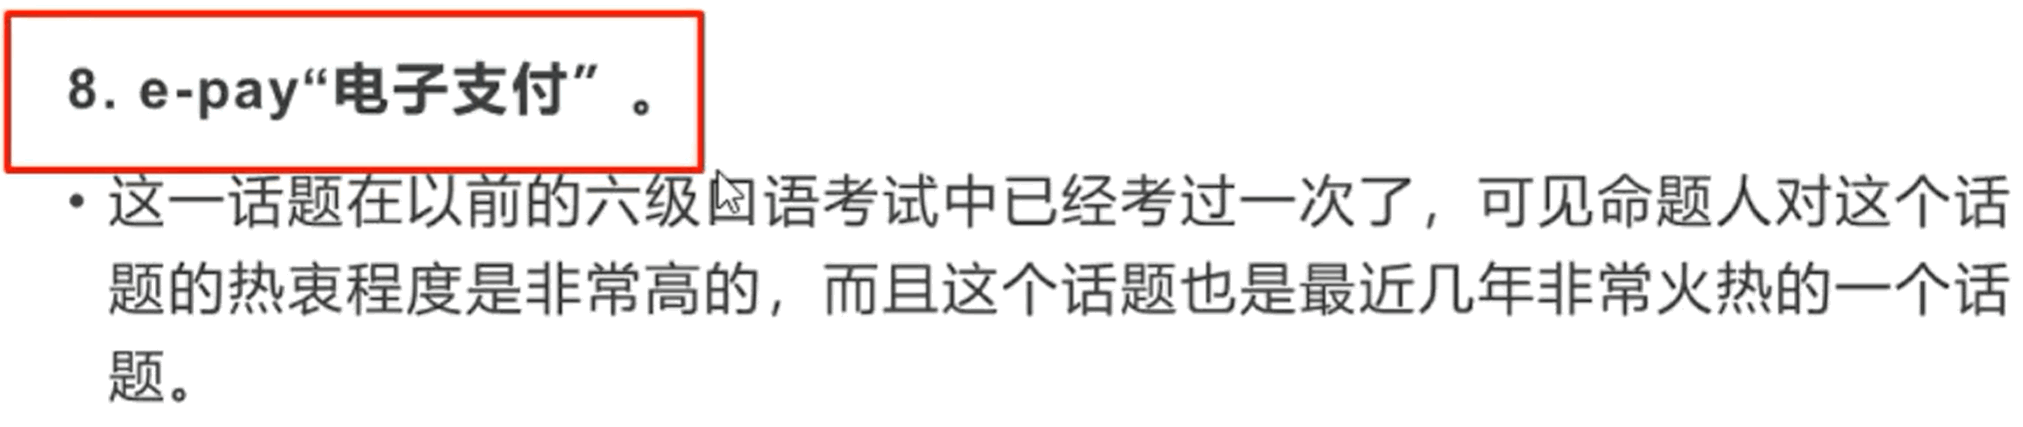 8. e-pay“电子支付” 。
• 这一话题在以前的六级口语考试中已经考过一次了，可见命题人对这个话
题的热衷程度是非常高的，而且这个话题也是最近几年非常火热的一个话
题。